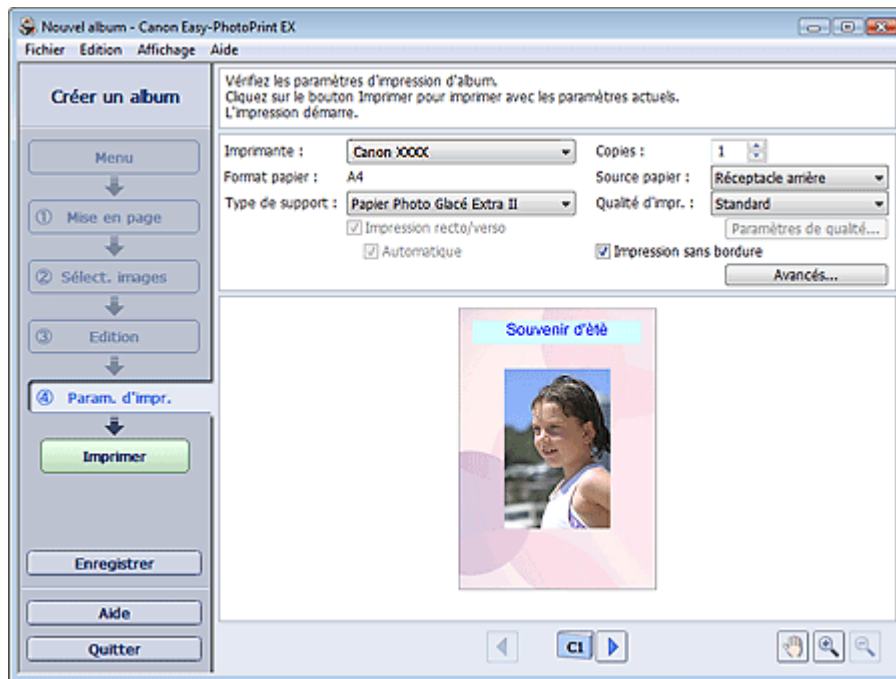 Nouvel album - Canon Easy-PhotoPrint EX
Fichier Edition Affichage Aide
Créer un album
Menu
① Mise en page
② Sélect. images
③ Edition
④ Param. d'impr.
Imprimer
Enregistrer
Aide
Quitter
Vérifiez les paramètres d'impression d'album.
Cliquez sur le bouton Imprimer pour imprimer avec les paramètres actuels.
L'impression démarre.
Imprimante : Canon XXXX Copies : 1
Format papier : A4 Source papier : Réceptacle arrière
Type de support : Papier Photo Glacé Extra II Qualité d'impr. : Standard
Impression recto/verso Paramètres de qualité...
Automatique Impression sans bordure
Avancés...
Souvenir d'ètè
C1